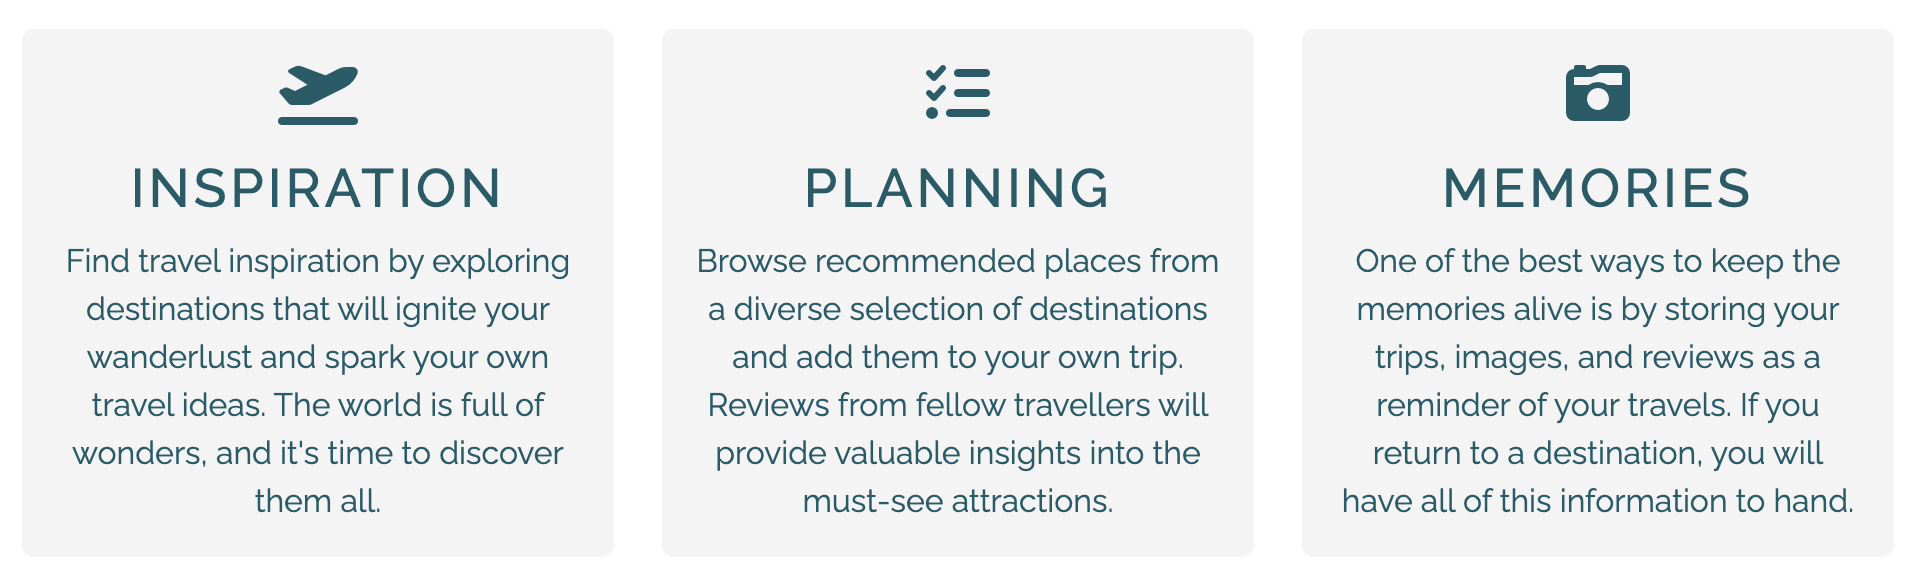 INSPIRATION
Find travel inspiration by exploring
destinations that will ignite your
wanderlust and spark your own
travel ideas. The world is full of
wonders, and it's time to discover
them all.
PLANNING
Browse recommended places from
a diverse selection of destinations
and add them to your own trip.
Reviews from fellow travellers will
provide valuable insights into the
must-see attractions.
MEMORIES
One of the best ways to keep the
memories alive is by storing your
trips, images, and reviews as a
reminder of your travels. If you
return to a destination, you will
have all of this information to hand.